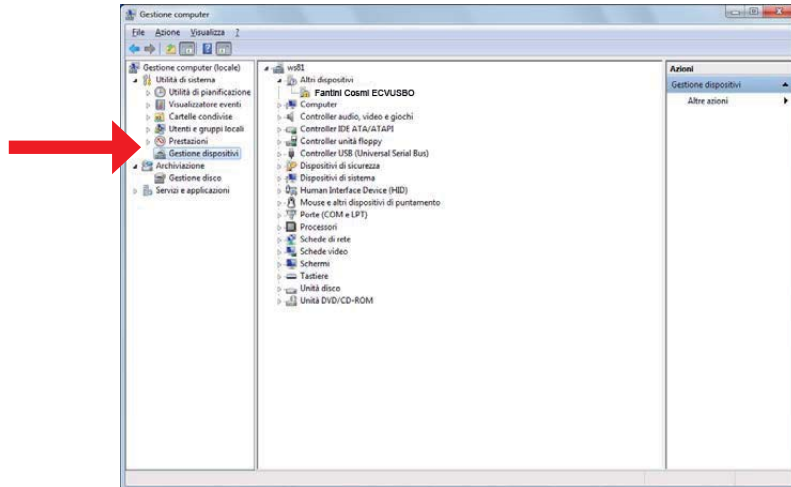 Gestione computer
File Azione Visualizza ?
Gestione computer (locale)
Utilità di sistema
Utilità di pianificazione
Visualizzatore eventi
Cartelle condivise
Utenti e gruppi locali
Prestazioni
Gestione dispositivi
Archiviazione
Gestione disco
Servizi e applicazioni
ws81
Altri dispositivi
Fantini Cosmi ECVUSBO
Computer
Controller audio, video e giochi
Controller IDE ATA/ATAPI
Controller unità floppy
Controller USB (Universal Serial Bus)
Dispositivi di sicurezza
Dispositivi di sistema
Human Interface Device (HID)
Mouse e altri dispositivi di puntamento
Porte (COM e LPT)
Processori
Schede di rete
Schede video
Schermi
Tastiere
Unità disco
Unità DVD/CD-ROM
Azioni
Gestione dispositivi
Altre azioni